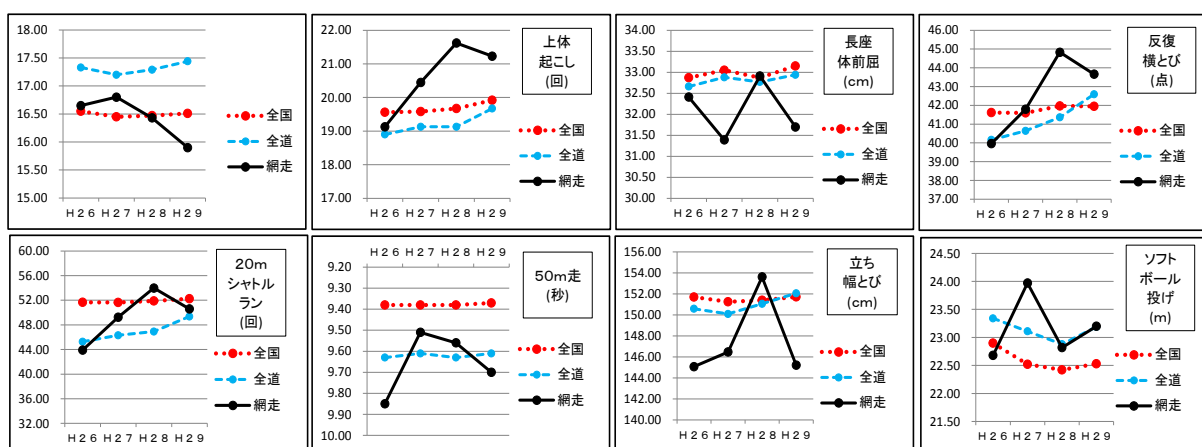 18.00
17.50
17.00
16.50
16.00
15.50
15.00
H26 H27 H28 H29
全国
全道
網走
22.00
21.00
20.00
19.00
18.00
17.00
H26 H27 H28 H29
上体
起こし
(回)
全国
全道
網走
34.00
33.50
33.00
32.50
32.00
31.50
31.00
30.50
30.00
H26 H27 H28 H29
長座
体前屈
(cm)
全国
全道
網走
46.00
45.00
44.00
43.00
42.00
41.00
40.00
39.00
38.00
37.00
H26 H27 H28 H29
反復
横とび
(点)
全国
全道
網走
60.00
56.00
52.00
48.00
44.00
40.00
36.00
32.00
H26 H27 H28 H29
20m
シャトル
ラン
(回)
全国
全道
網走
H26 H27 H28 H29
9.20
9.30
9.40
9.50
9.60
9.70
9.80
9.90
10.00
50m走
(秒)
全国
全道
網走
156.00
154.00
152.00
150.00
148.00
146.00
144.00
142.00
140.00
H26 H27 H28 H29
立ち
幅とび
(cm)
全国
全道
網走
24.50
24.00
23.50
23.00
22.50
22.00
21.50
H26 H27 H28 H29
ソフト
ボール
投げ
(m)
全国
全道
網走